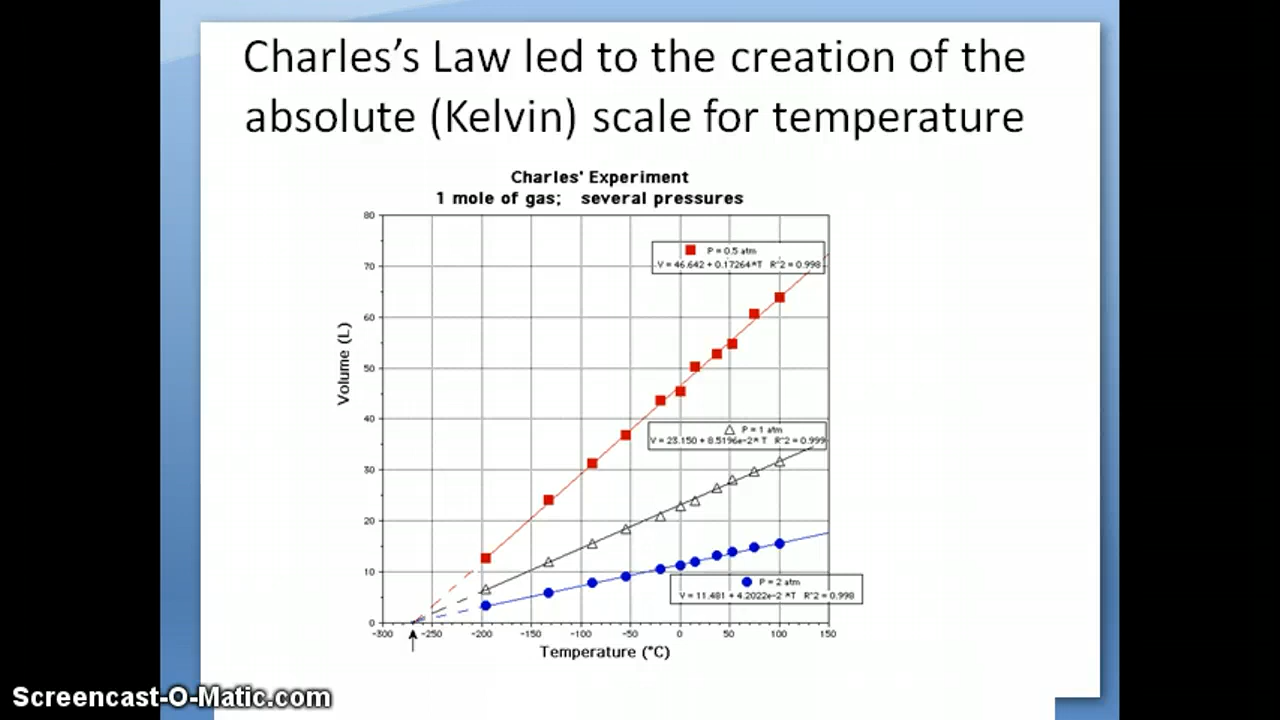 Charles’s Law led to the creation of the
absolute (Kelvin) scale for temperature
Charles' Experiment
1 mole of gas; several pressures
80
70
60
50
40
30
20
10
0
Volume (L)
P = 0.5 atm
V = 46.642 + 0.17264*T R^2 = 0.998
P = 1 atm
V = 23.150 + 8.5196e-2* T R^2 = 0.999
P = 2 atm
V = 11.481 + 4.2022e-2 *T R^2 = 0.998
-300 -250 -200 -150 -100 -50 0 50 100 150
Temperature (°C)
Screencast-O-Matic.com